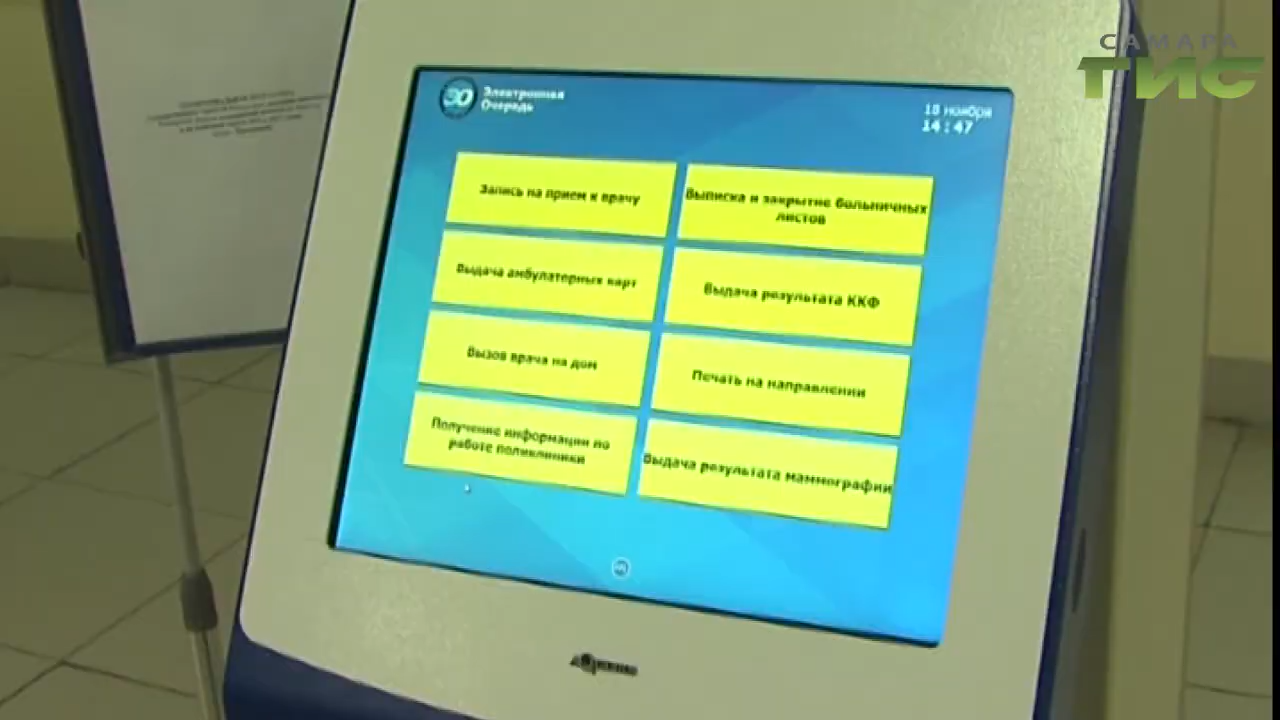 САМАРА
ГИС
Электронная
Очередь
18 ноября
14:47
Запись на прием к врачу
Выписка и закрытие больничных
листов
Выдача амбулаторных карт
Выдача результата ККФ
Вызов врача на дом
Печать на направлении
Получение информации по
работе поликлиники
Выдача результата маммографии